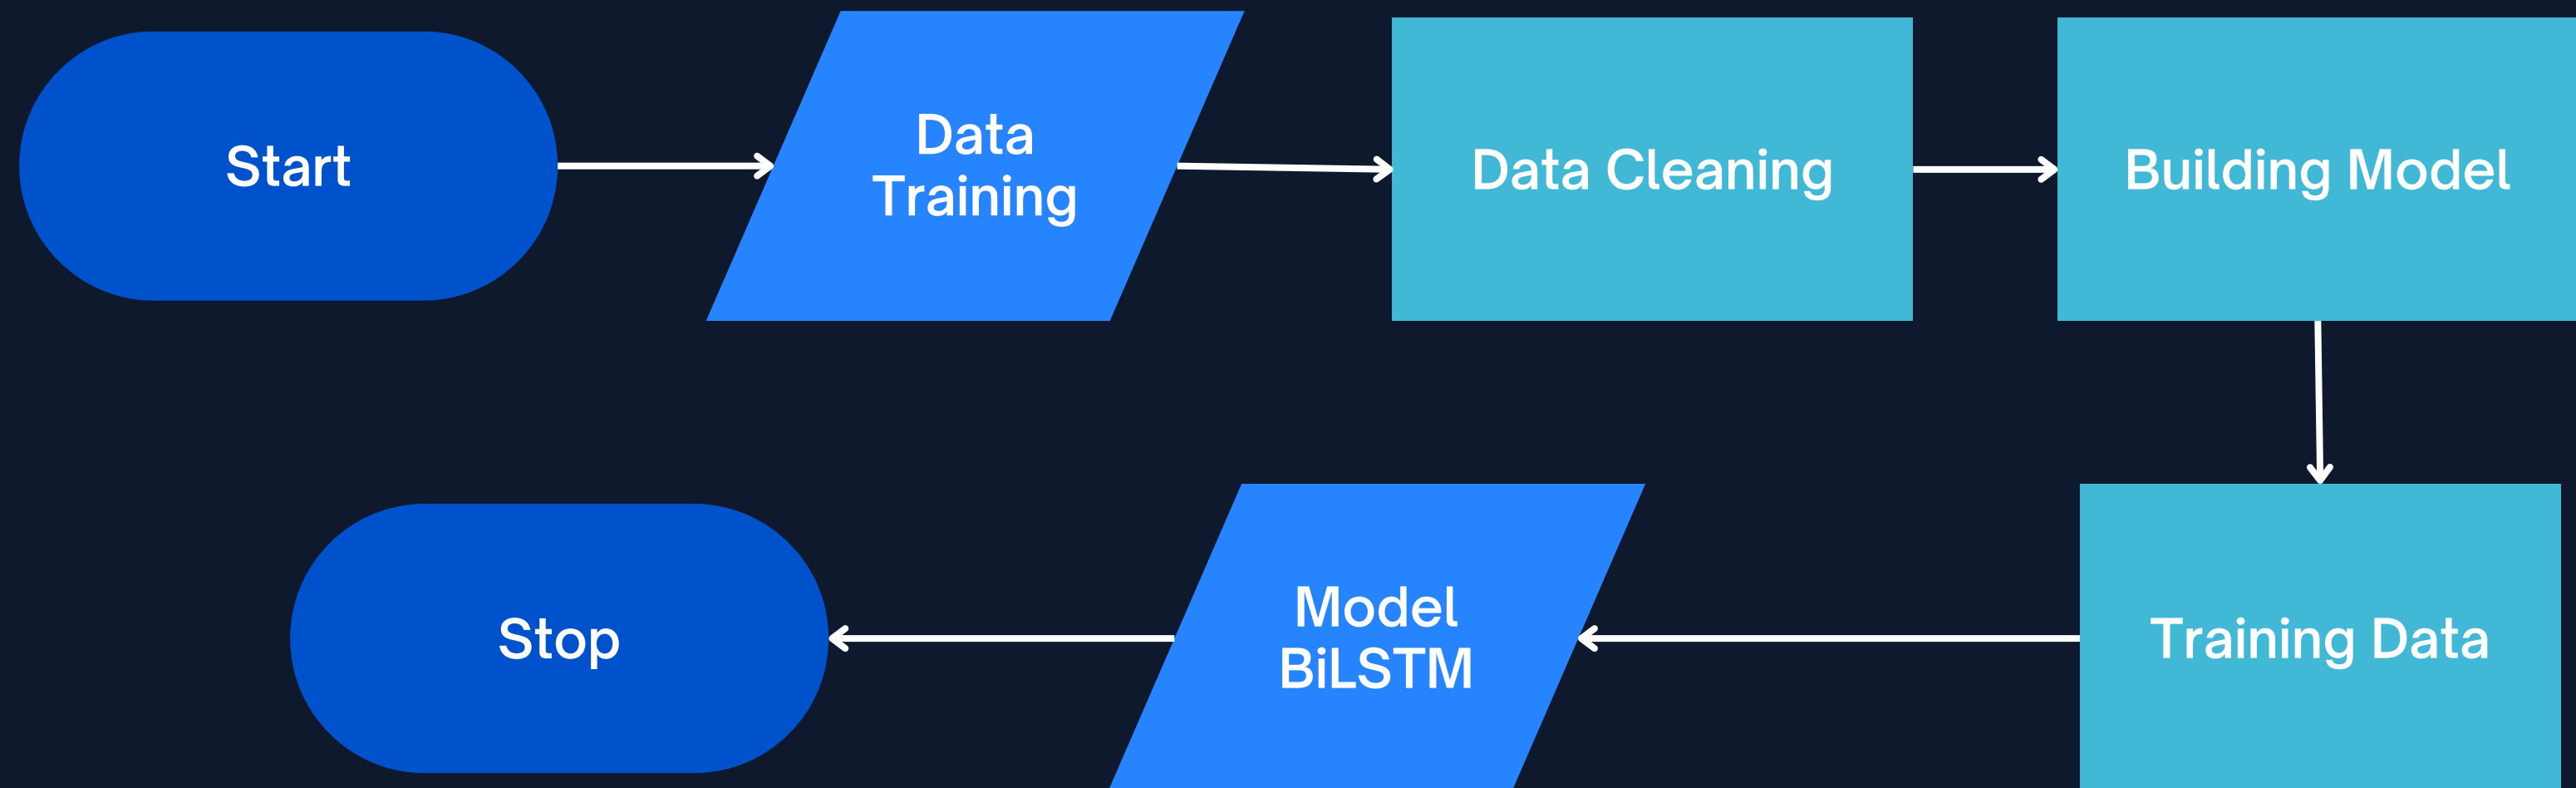 Start
Data
Training
Data Cleaning
Building Model
Training Data
Model
BiLSTM
Stop